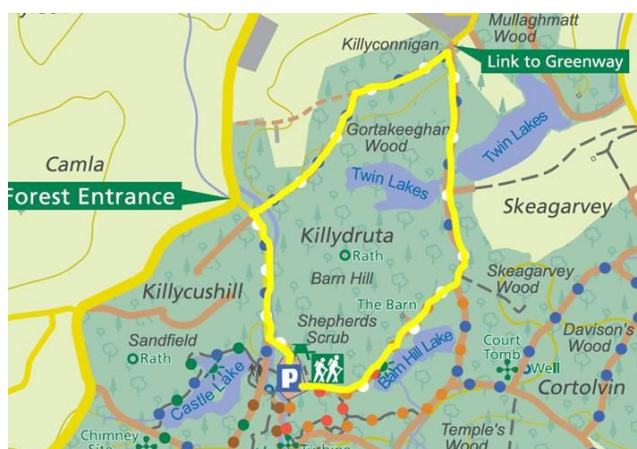 Mullaghmatt
Wood
Killyconnigan
Link to Greenway
Gortakeeghan
Wood
Twin Lakes
Twin Lakes
Camla
Forest Entrance
Skeagarvey
Killydruta
Rath
Barn Hill
Skeagarvey
Wood
Killycushill
The Barn
Shepherds
Scrub
Sandfield
Rath
Court
Tomb
Davison's
Wood
Well
P
Castle Lake
Barn Hill Lake
Cortolvin
Temple's
Wood
Chimney